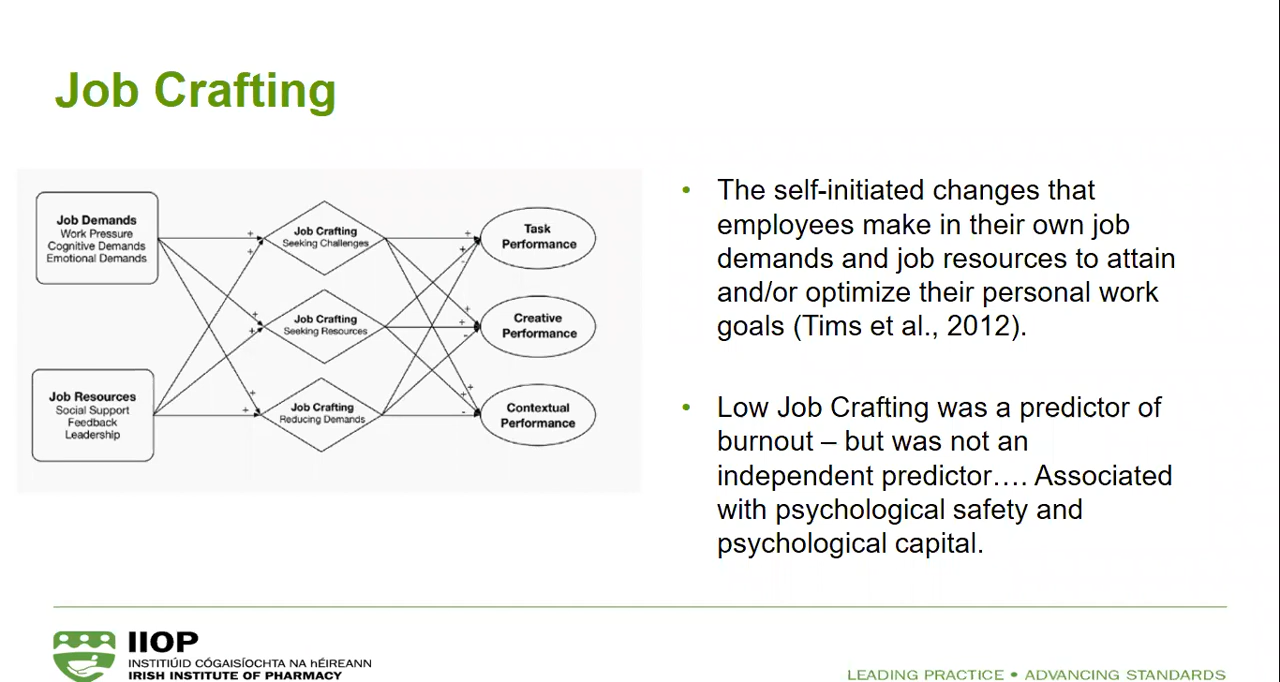 Job Crafting
Job Demands
Work Pressure
Cognitive Demands
Emotional Demands
Job Resources
Social Support
Feedback
Leadership
Job Crafting
Seeking Challenges
Job Crafting
Seeking Resources
Job Crafting
Reducing Demands
Task
Performance
Creative
Performance
Contextual
Performance
+
+
+
+
+
+
+
+
-
+
+
-
+
+
-
• The self-initiated changes that
employees make in their own job
demands and job resources to attain
and/or optimize their personal work
goals (Tims et al., 2012).
• Low Job Crafting was a predictor of
burnout – but was not an
independent predictor…. Associated
with psychological safety and
psychological capital.
IIOP
INSTITIÚID CÓGAISÍOCHTA NA hÉIREANN
IRISH INSTITUTE OF PHARMACY
LEADING PRACTICE • ADVANCING STANDARDS